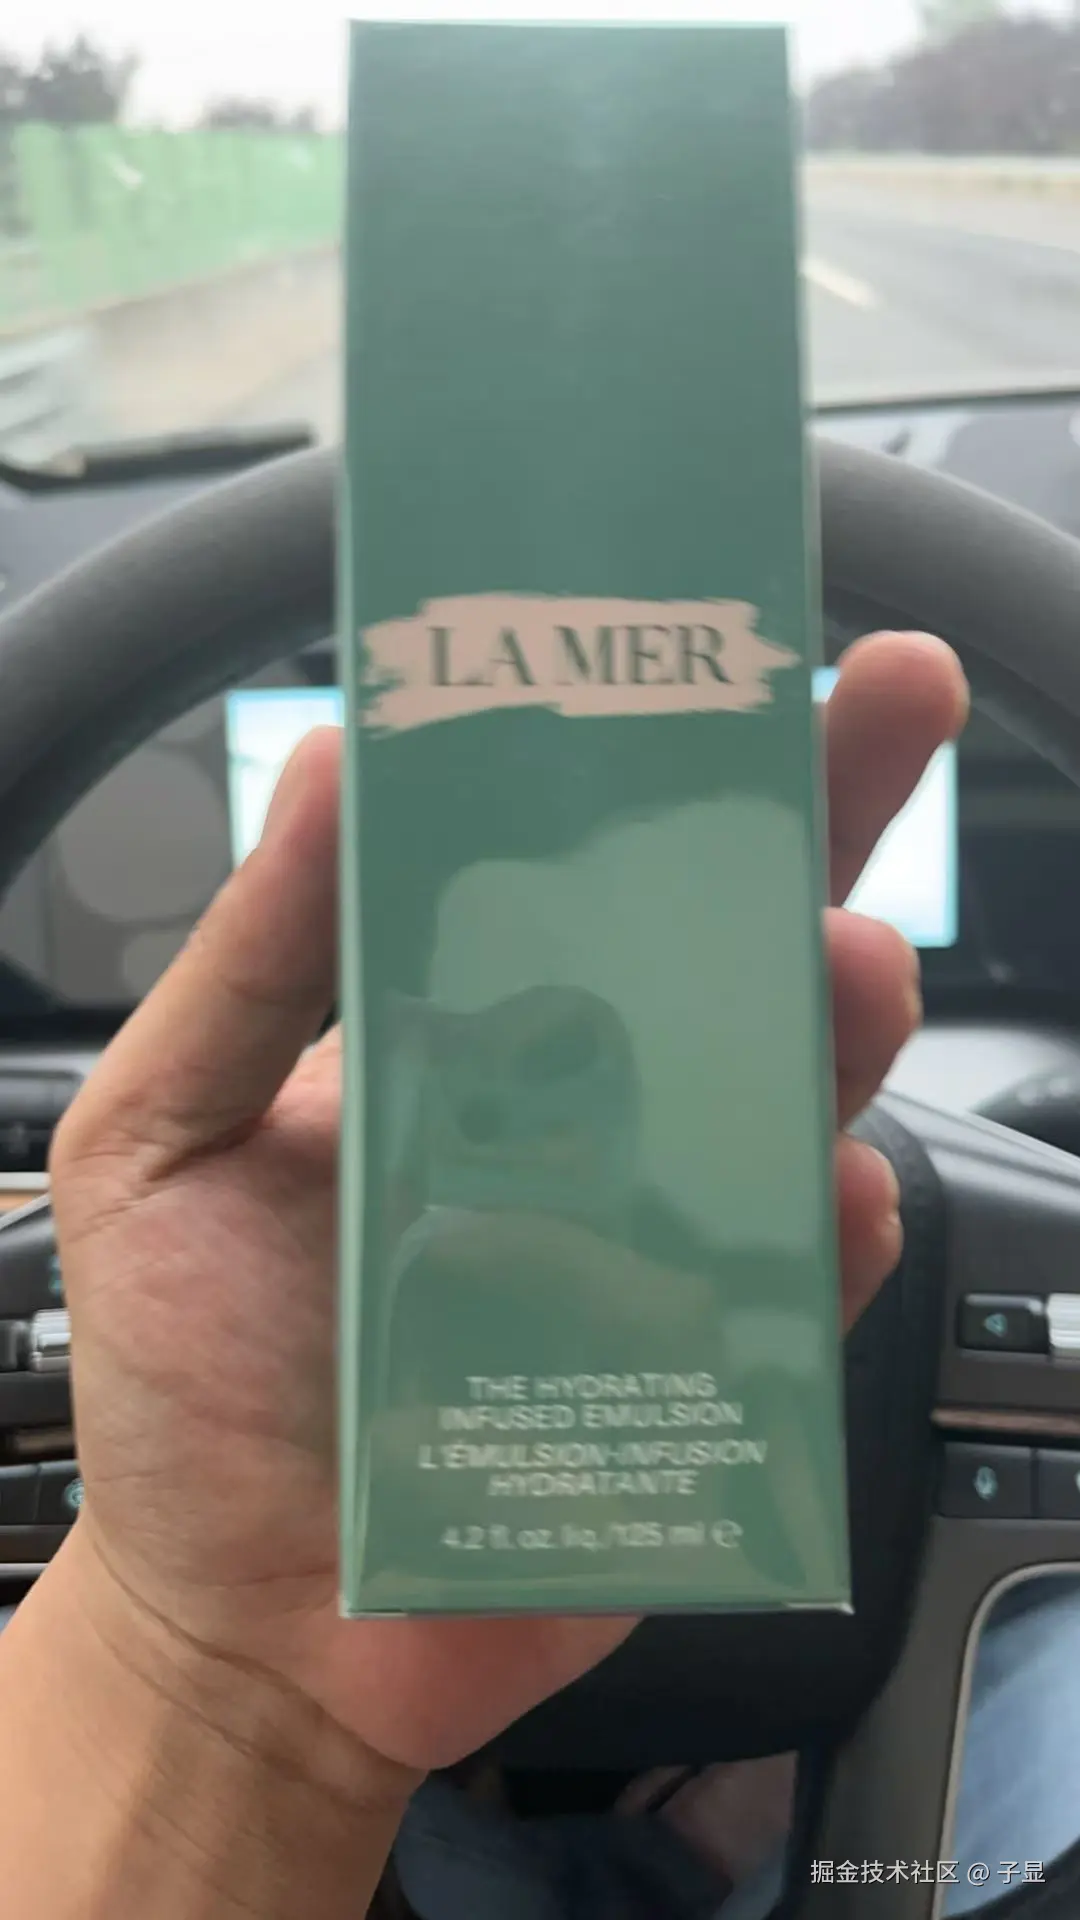 LA MER
THE HYDRATING
INFUSED EMULSION
L'ÉMULSION-INFUSION
HYDRATANTE
4.2 fl. oz. liq./125 ml ℮
掘金技术社区 @ 子显